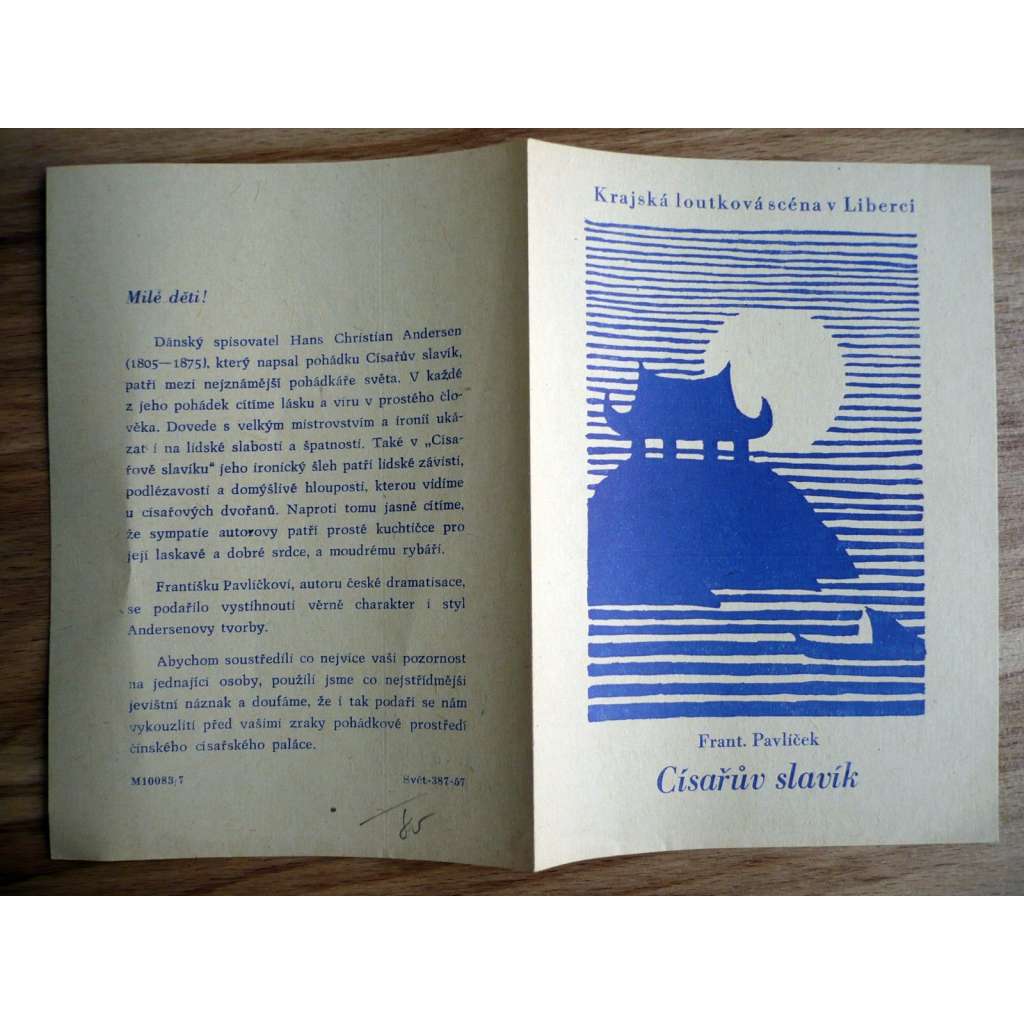 Milé děti!
Dánský spisovatel Hans Christian Andersen
(1805—1875), který napsal pohádku Císařův slavík,
patří mezi nejznámější pohádkáře světa. V každé
z jeho pohádek cítíme lásku a víru v prostého člo-
věka. Dovede s velkým mistrovstvím a ironií uká-
zat i na lidské slabosti a špatnosti. Také v „Císa-
řově slavíku" jeho ironický šleh patří lidské závisti,
podlézavosti a domýšlivé hlouposti, kterou vidíme
u císařových dvořanů. Naproti tomu jasně cítíme,
že sympatie autorovy patří prosté kuchtičce pro
její laskavé a dobré srdce, a moudrému rybáři.
Františku Pavlíčkovi, autoru české dramatisace,
se podařilo vystihnouti věrně charakter i styl
Andersenovy tvorby.
Abychom soustředili co nejvíce vaši pozornost
na jednající osoby, použili jsme co nejstřídmější
jevištní náznak a doufáme, že i tak podaří se nám
vykouzliti před vašimi zraky pohádkové prostředí
čínského císařského paláce.
M10083/7 Svět-387-57
85
Krajská loutková scéna v Liberci
Frant. Pavlíček
Císařův slavík